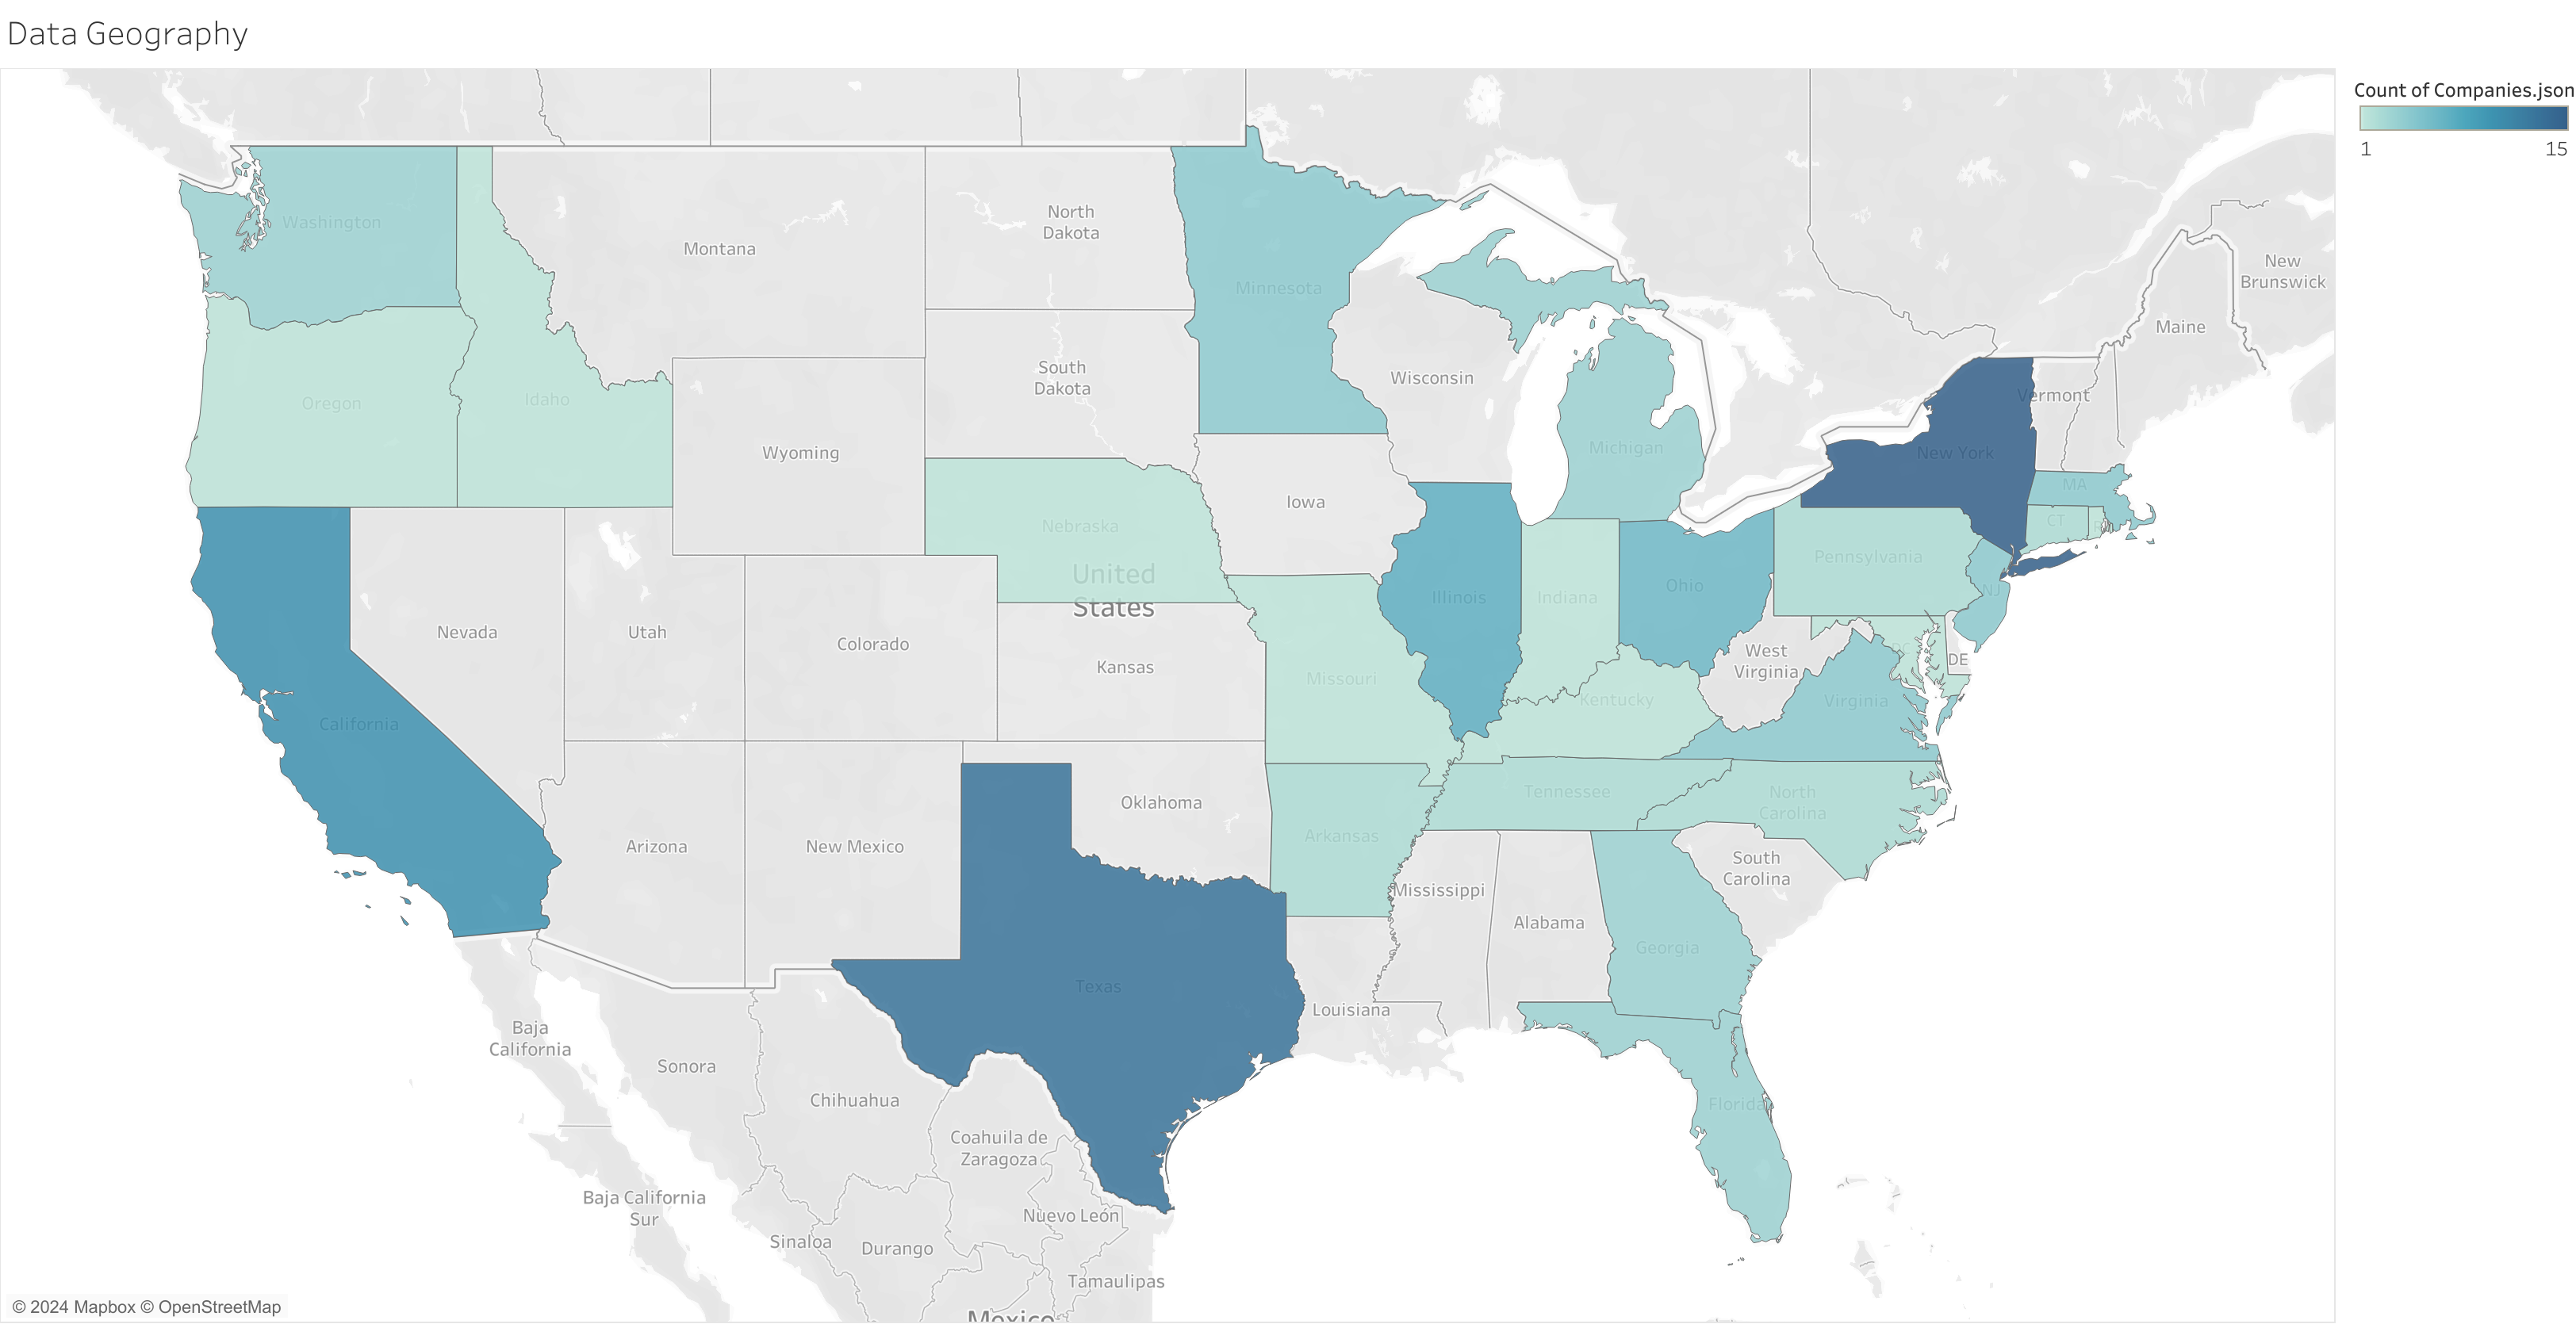 Data Geography
Count of Companies.json
1
15
Washington
Montana
North
Dakota
Minnesota
New
Brunswick
Maine
Oregon
Idaho
South
Dakota
Wisconsin
Vermont
Wyoming
Michigan
New York
Iowa
MA
Nebraska
CT
Pennsylvania
United
States
Illinois
Indiana
Ohio
NJ
Nevada
Utah
Colorado
Kansas
West
Virginia
DE
Missouri
Kentucky
Virginia
California
Oklahoma
Tennessee
North
Carolina
Arizona
New Mexico
Arkansas
South
Carolina
Mississippi
Alabama
Georgia
Texas
Louisiana
Baja
California
Sonora
Chihuahua
Florida
Coahuila de
Zaragoza
Baja California
Sur
Nuevo León
Sinaloa
Durango
Tamaulipas
Mexico
© 2024 Mapbox © OpenStreetMap